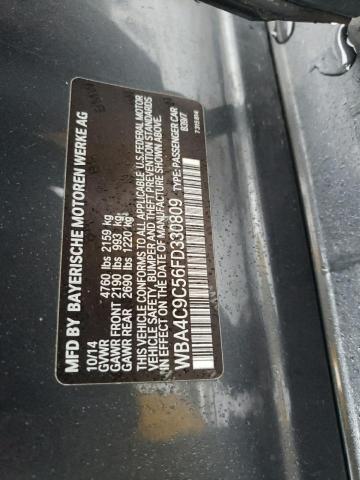 MFD BY BAYERISCHE MOTOREN WERKE AG
10/14
GVWR 4760 lbs 2159 kg
GAWR FRONT 2190 lbs 993 kg
GAWR REAR 2690 lbs 1220 kg
THIS VEHICLE CONFORMS TO ALL APPLICABLE U.S. FEDERAL MOTOR
VEHICLE SAFETY, BUMPER, AND THEFT PREVENTION STANDARDS
IN EFFECT ON THE DATE OF MANUFACTURE SHOWN ABOVE.
WBA4C9C56FD330809 TYPE: PASSENGER CAR